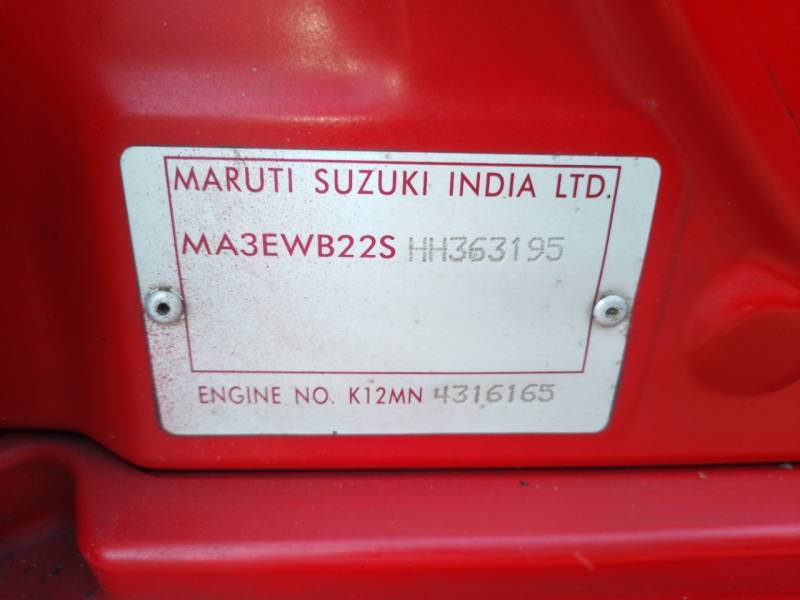 MARUTI SUZUKI INDIA LTD.
MA3EWB22S HH363195
ENGINE NO. K12MN 4316165